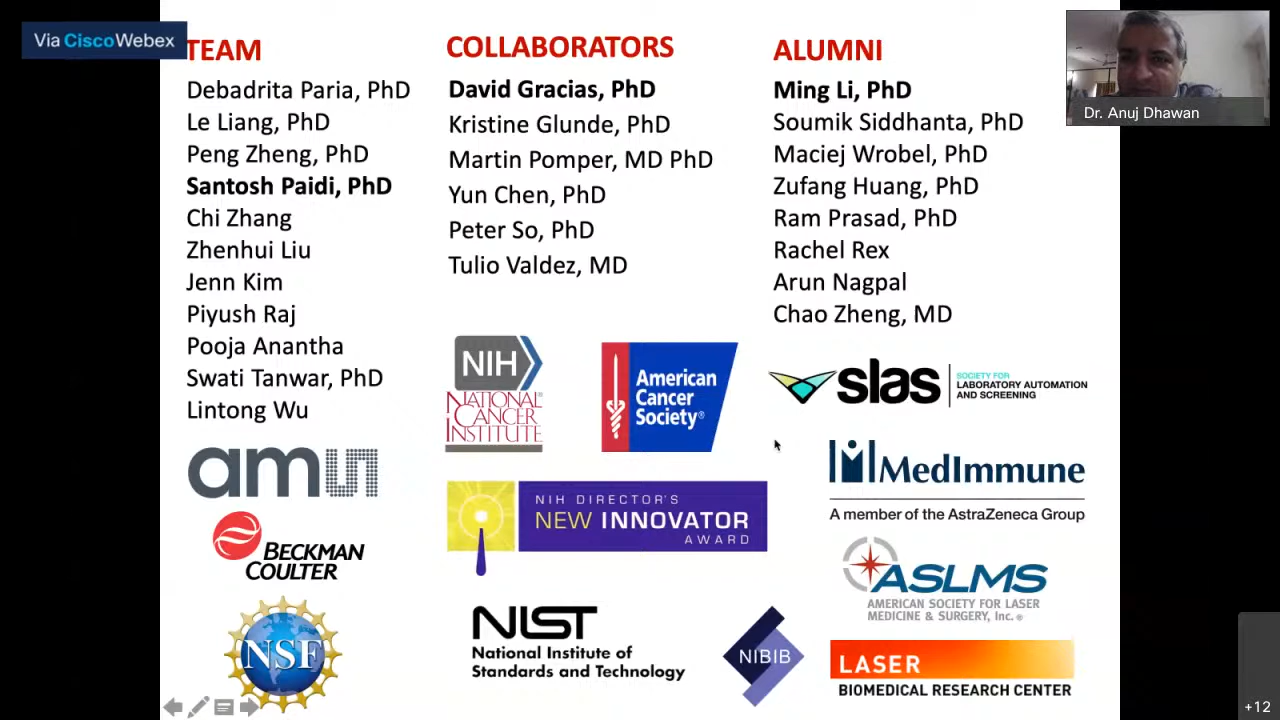 Via Cisco Webex
TEAM
Debadrita Paria, PhD
Le Liang, PhD
Peng Zheng, PhD
Santosh Paidi, PhD
Chi Zhang
Zhenhui Liu
Jenn Kim
Piyush Raj
Pooja Anantha
Swati Tanwar, PhD
Lintong Wu
COLLABORATORS
David Gracias, PhD
Kristine Glunde, PhD
Martin Pomper, MD PhD
Yun Chen, PhD
Peter So, PhD
Tulio Valdez, MD
ALUMNI
Ming Li, PhD
Soumik Siddhanta, PhD
Maciej Wrobel, PhD
Zufang Huang, PhD
Ram Prasad, PhD
Rachel Rex
Arun Nagpal
Chao Zheng, MD
Dr. Anuj Dhawan
NIH
NATIONAL
CANCER
INSTITUTE
American
Cancer
Society®
slas
SOCIETY FOR
LABORATORY AUTOMATION
AND SCREENING
amun
BECKMAN
COULTER
NIH DIRECTOR'S
NEW INNOVATOR
AWARD
MedImmune
A member of the AstraZeneca Group
ASLMS
AMERICAN SOCIETY FOR LASER
MEDICINE & SURGERY, Inc.®
NSF
NIST
National Institute of
Standards and Technology
NIBIB
LASER
BIOMEDICAL RESEARCH CENTER
+12